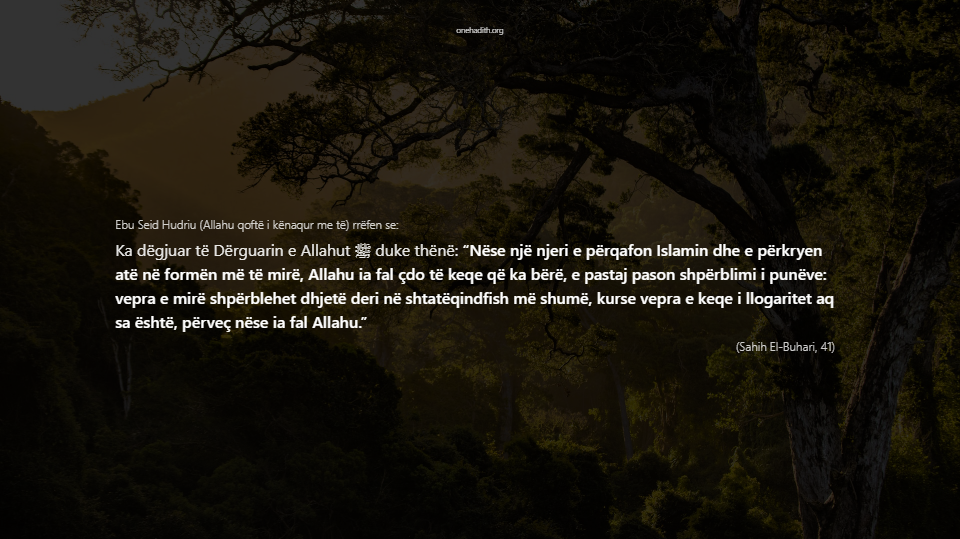 onehadith.org
Ebu Seid Hudriu (Allahu qoftë i kënaqur me të) rrëfen se:
Ka dëgjuar të Dërguarin e Allahut ﷺ duke thënë: “Nëse një njeri e përqafon Islamin dhe e përkryen
atë në formën më të mirë, Allahu ia fal çdo të keqe që ka bërë, e pastaj pason shpërblimi i punëve:
vepra e mirë shpërblehet dhjetë deri në shtatëqindfish më shumë, kurse vepra e keqe i llogaritet aq
sa është, përveç nëse ia fal Allahu.”
(Sahih El-Buhari, 41)